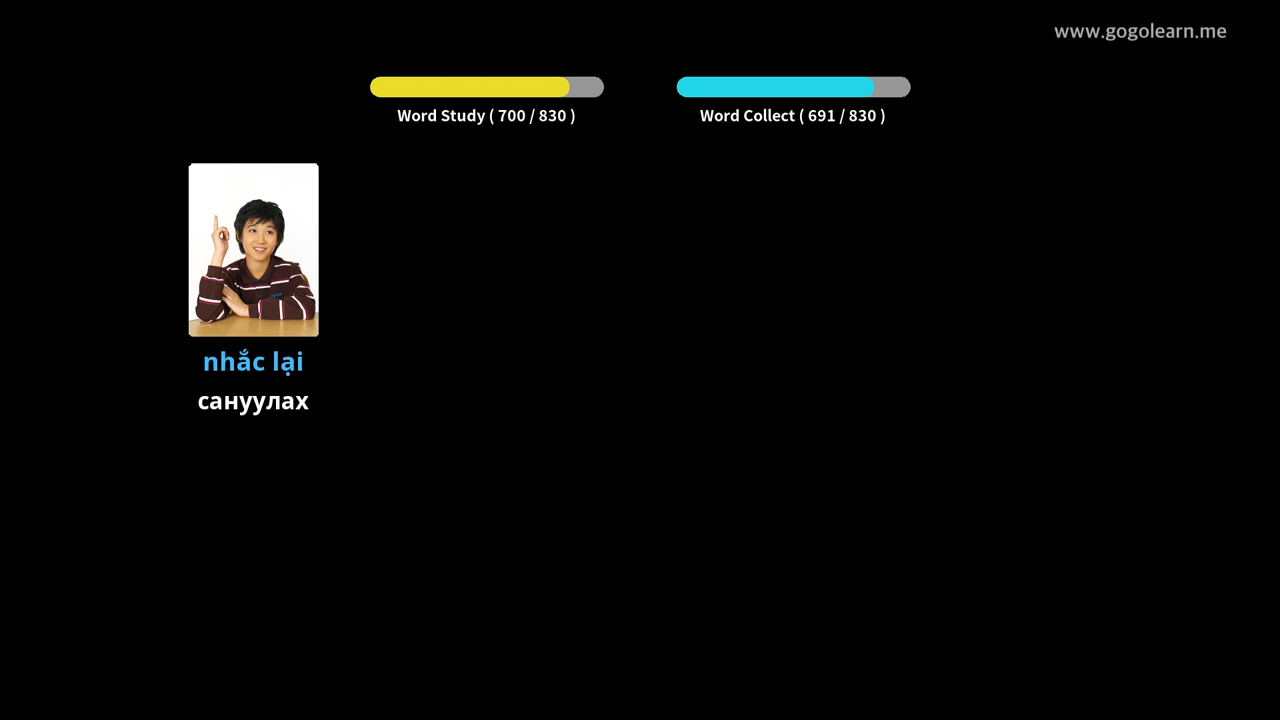 www.gogolearn.me
Word Study ( 700 / 830 )
Word Collect ( 691 / 830 )
nhắc lại
сануулах